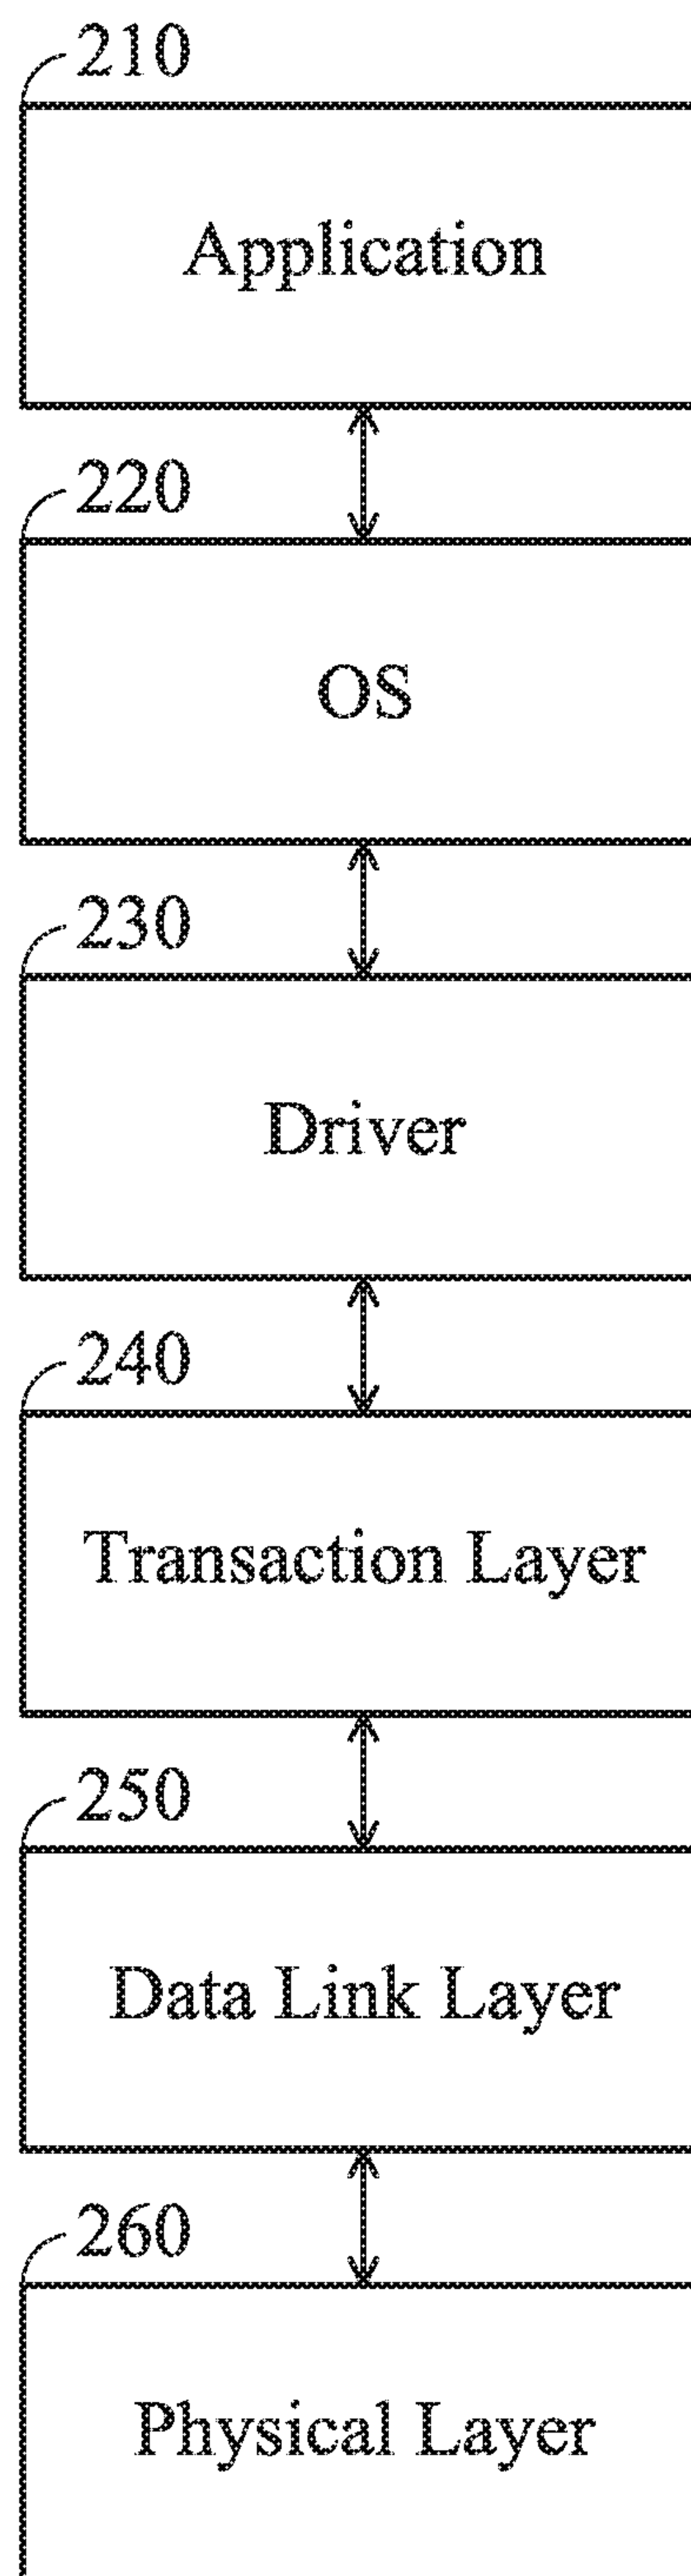 210
Application
220
OS
230
Driver
240
Transaction Layer
250
Data Link Layer
260
Physical Layer